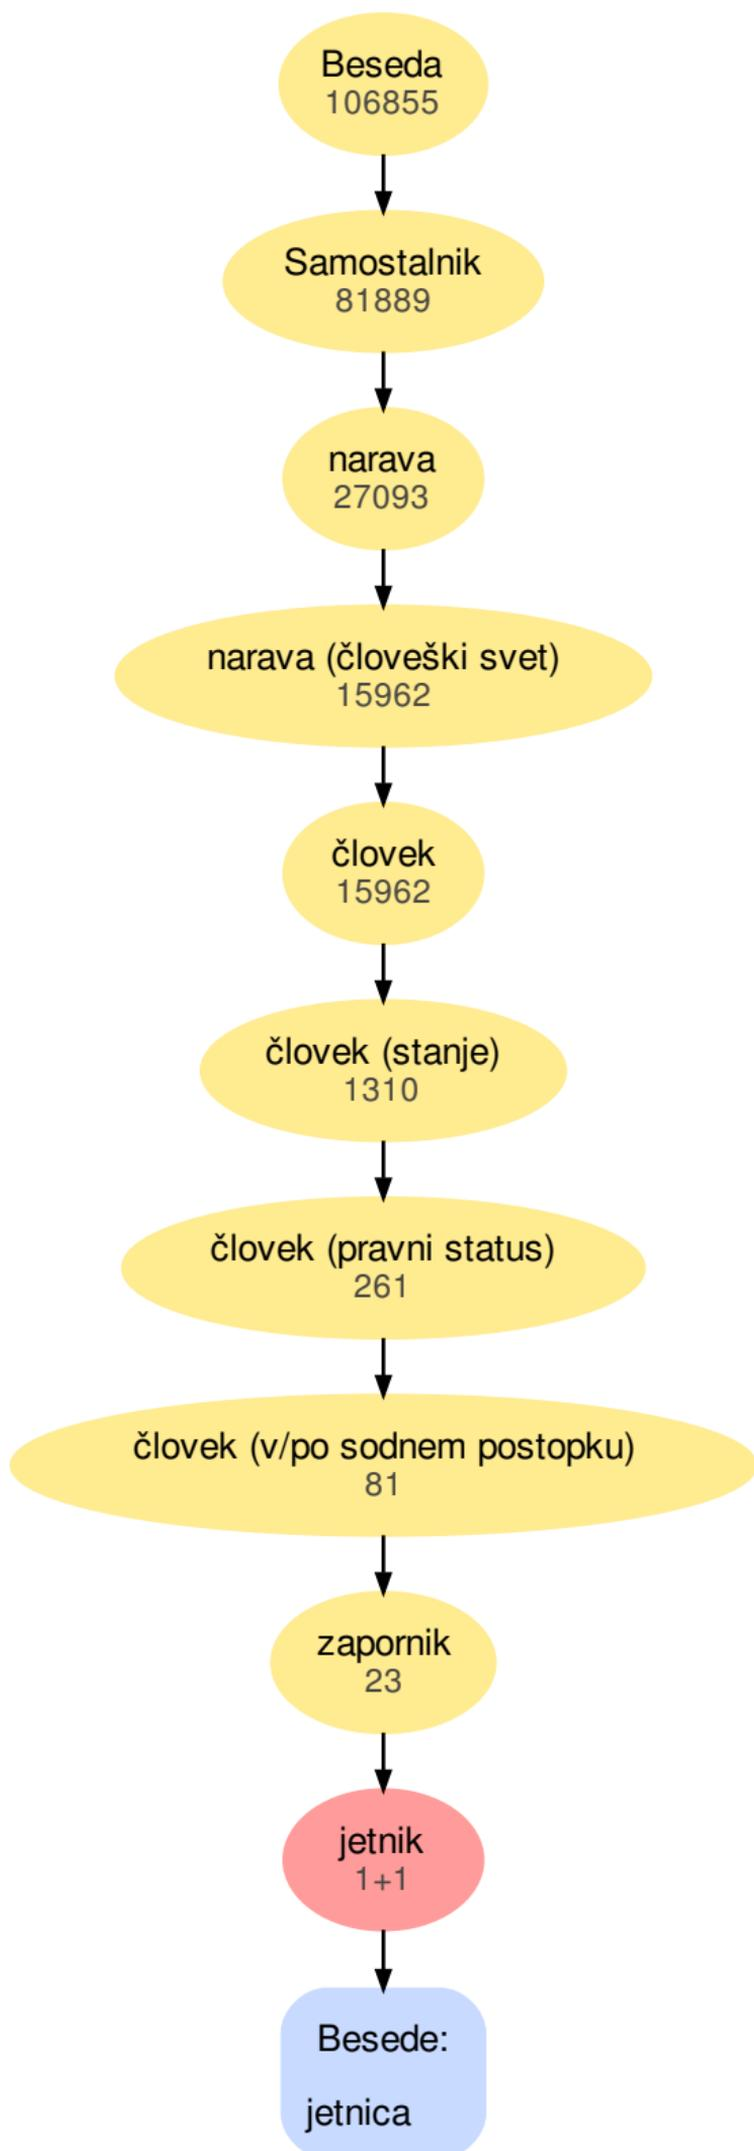 Beseda
106855
Samostalnik
81889
narava
27093
narava (človeški svet)
15962
človek
15962
človek (stanje)
1310
človek (pravni status)
261
človek (v/po sodnem postopku)
81
zapornik
23
jetnik
1+1
Besede:
jetnica